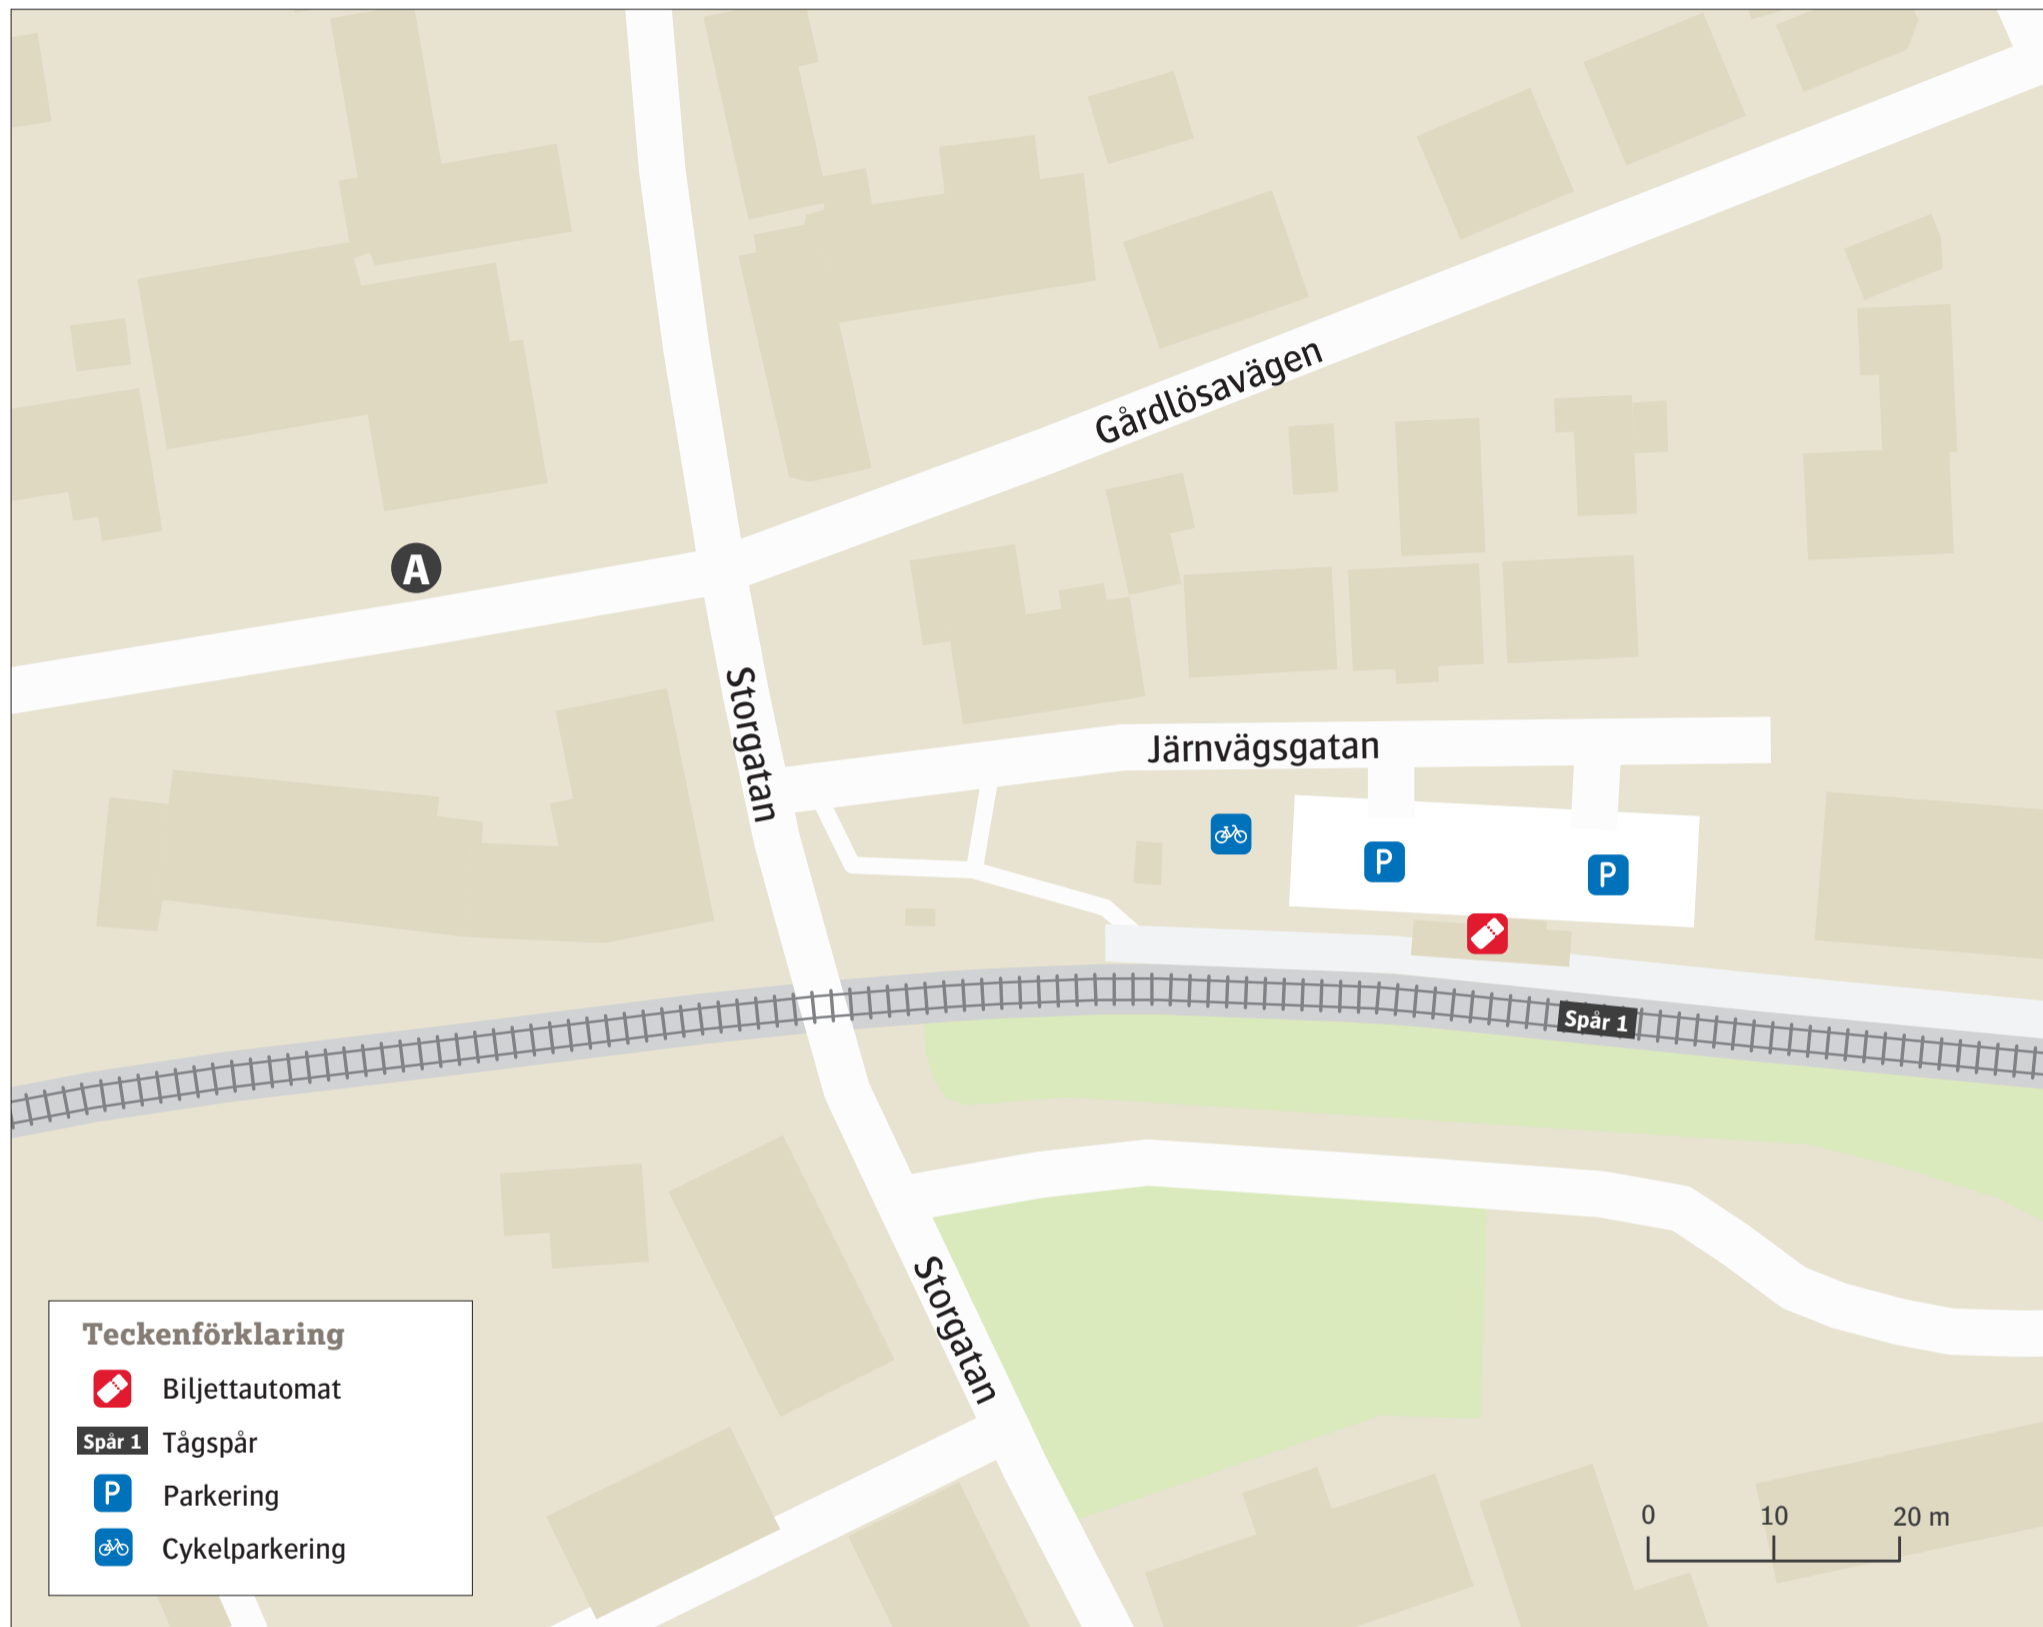 Gårdlösavägen
A
Storgatan
Järnvägsgatan
P
P
Spår 1
Storgatan
Teckenförklaring
Biljettautomat
Spår 1 Tågspår
P Parkering
Cykelparkering
0 10 20 m